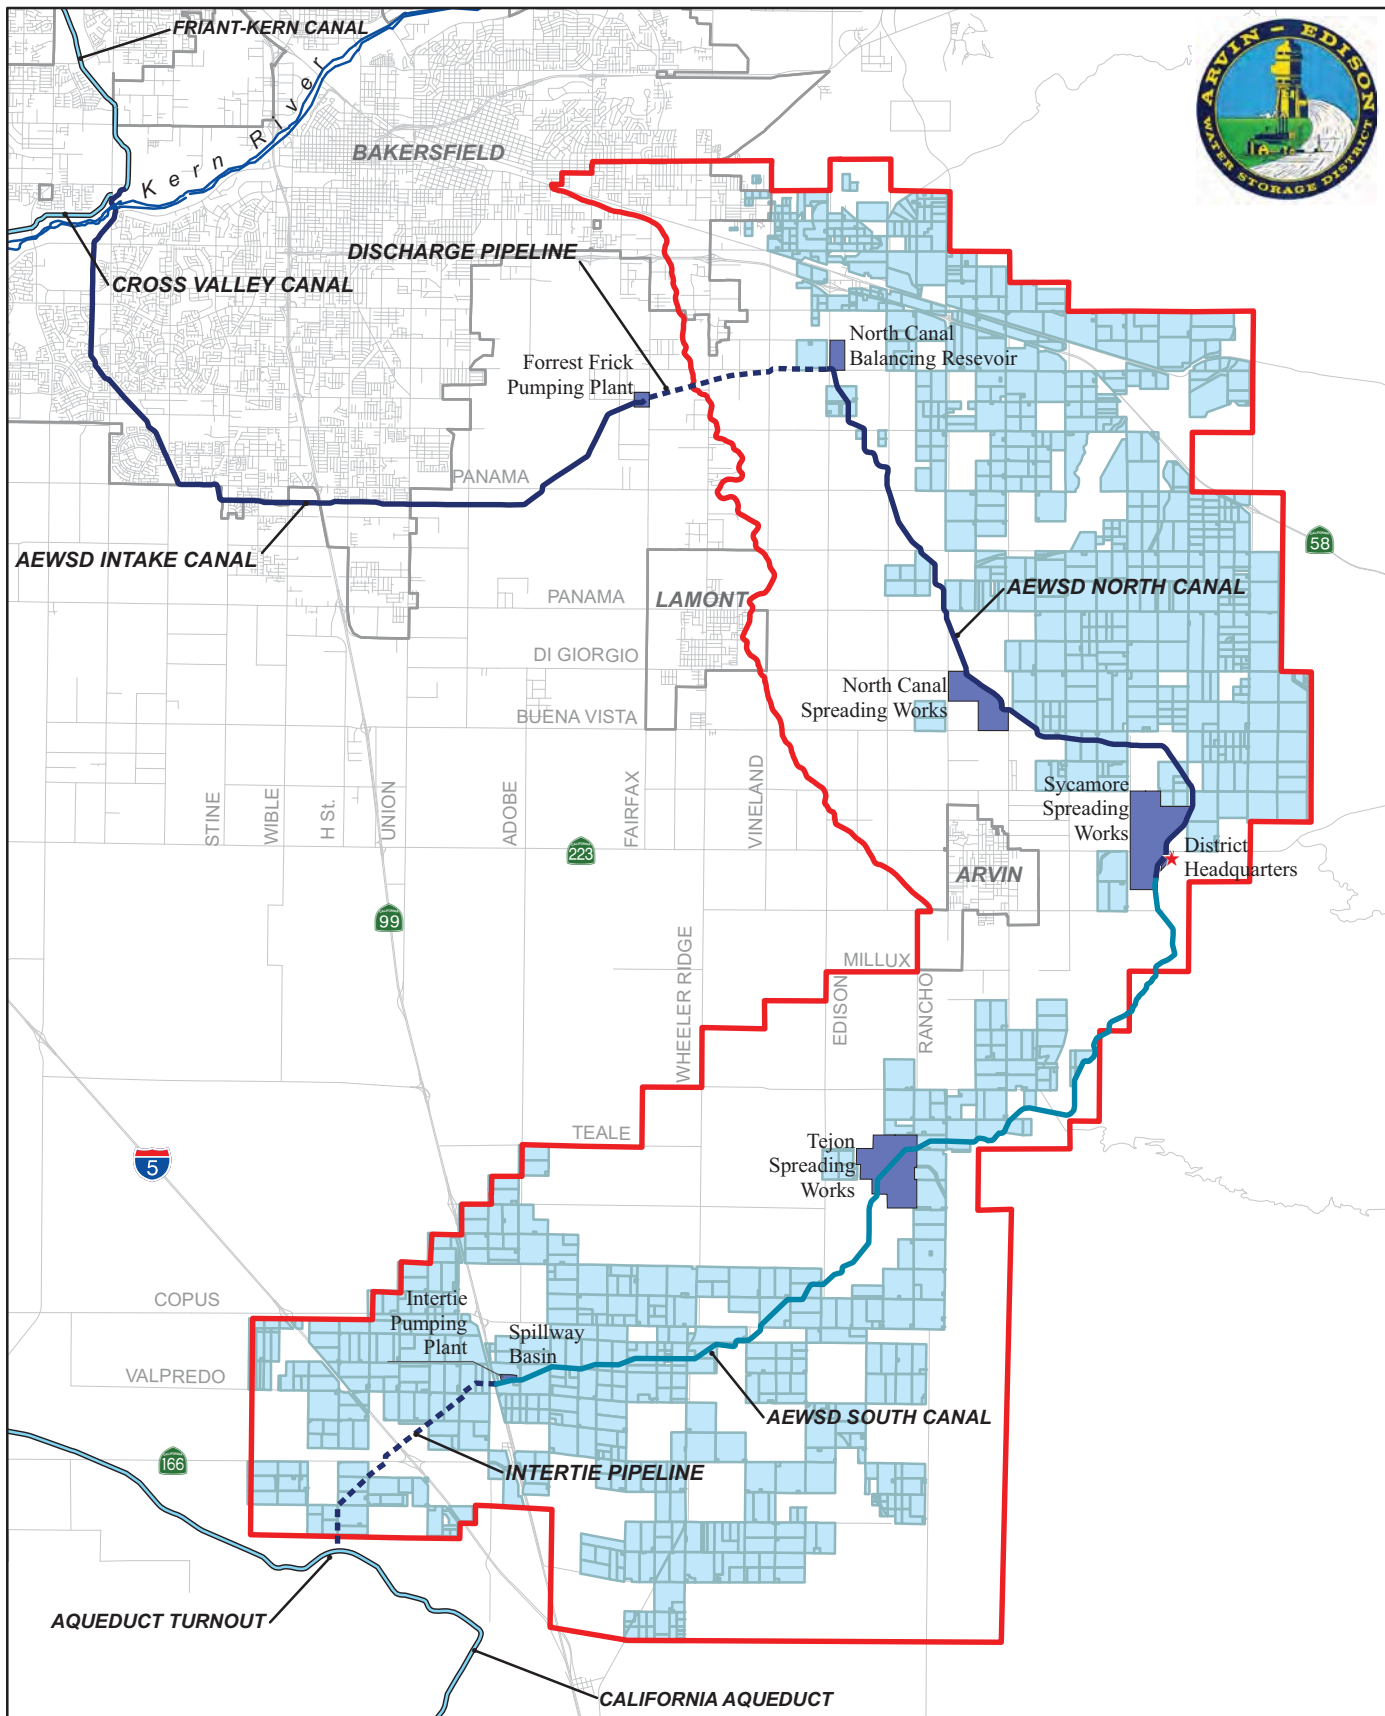 FRIANT-KERN CANAL
ARVIN - EDISON
WATER STORAGE DISTRICT
Kern River
BAKERSFIELD
DISCHARGE PIPELINE
CROSS VALLEY CANAL
North Canal
Balancing Resevoir
Forrest Frick
Pumping Plant
PANAMA
CALIFORNIA
58
AEWSD INTAKE CANAL
AEWSD NORTH CANAL
PANAMA
LAMONT
DI GIORGIO
North Canal
Spreading Works
BUENA VISTA
STINE
WIBLE
H St.
UNION
ADOBE
FAIRFAX
VINELAND
Sycamore
Spreading
Works
District
Headquarters
CALIFORNIA
223
ARVIN
CALIFORNIA
99
MILLUX
WHEELER RIDGE
EDISON
RANCHO
TEALE
5
Tejon
Spreading
Works
COPUS
Intertie
Pumping
Plant
Spillway
Basin
VALPREDO
AEWSD SOUTH CANAL
CALIFORNIA
166
INTERTIE PIPELINE
AQUEDUCT TURNOUT
CALIFORNIA AQUEDUCT